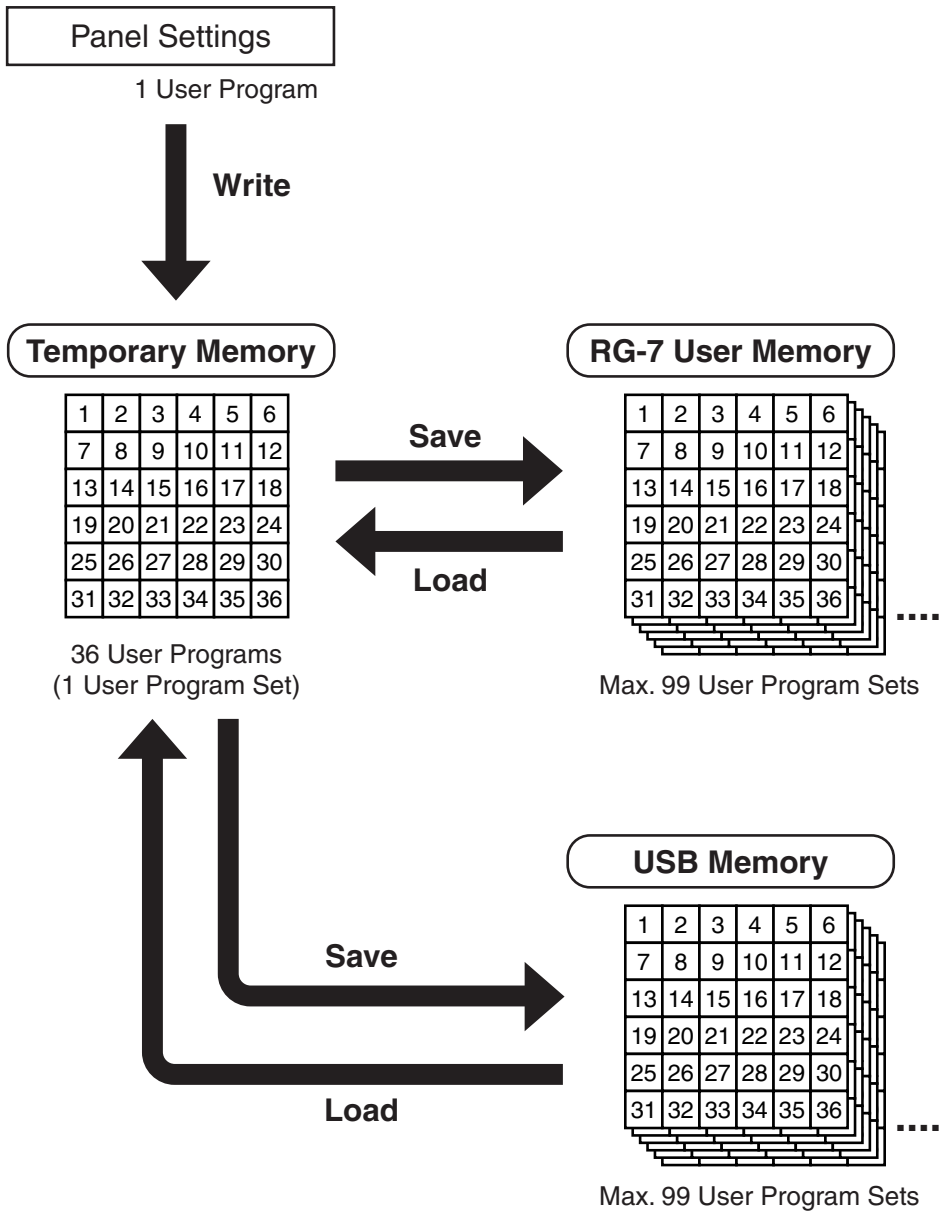 Panel Settings
1 User Program
Write
Temporary Memory
1 2 3 4 5 6
7 8 9 10 11 12
13 14 15 16 17 18
19 20 21 22 23 24
25 26 27 28 29 30
31 32 33 34 35 36
36 User Programs
(1 User Program Set)
Save
Load
RG-7 User Memory
1 2 3 4 5 6
7 8 9 10 11 12
13 14 15 16 17 18
19 20 21 22 23 24
25 26 27 28 29 30
31 32 33 34 35 36
....
Max. 99 User Program Sets
Save
Load
USB Memory
1 2 3 4 5 6
7 8 9 10 11 12
13 14 15 16 17 18
19 20 21 22 23 24
25 26 27 28 29 30
31 32 33 34 35 36
....
Max. 99 User Program Sets